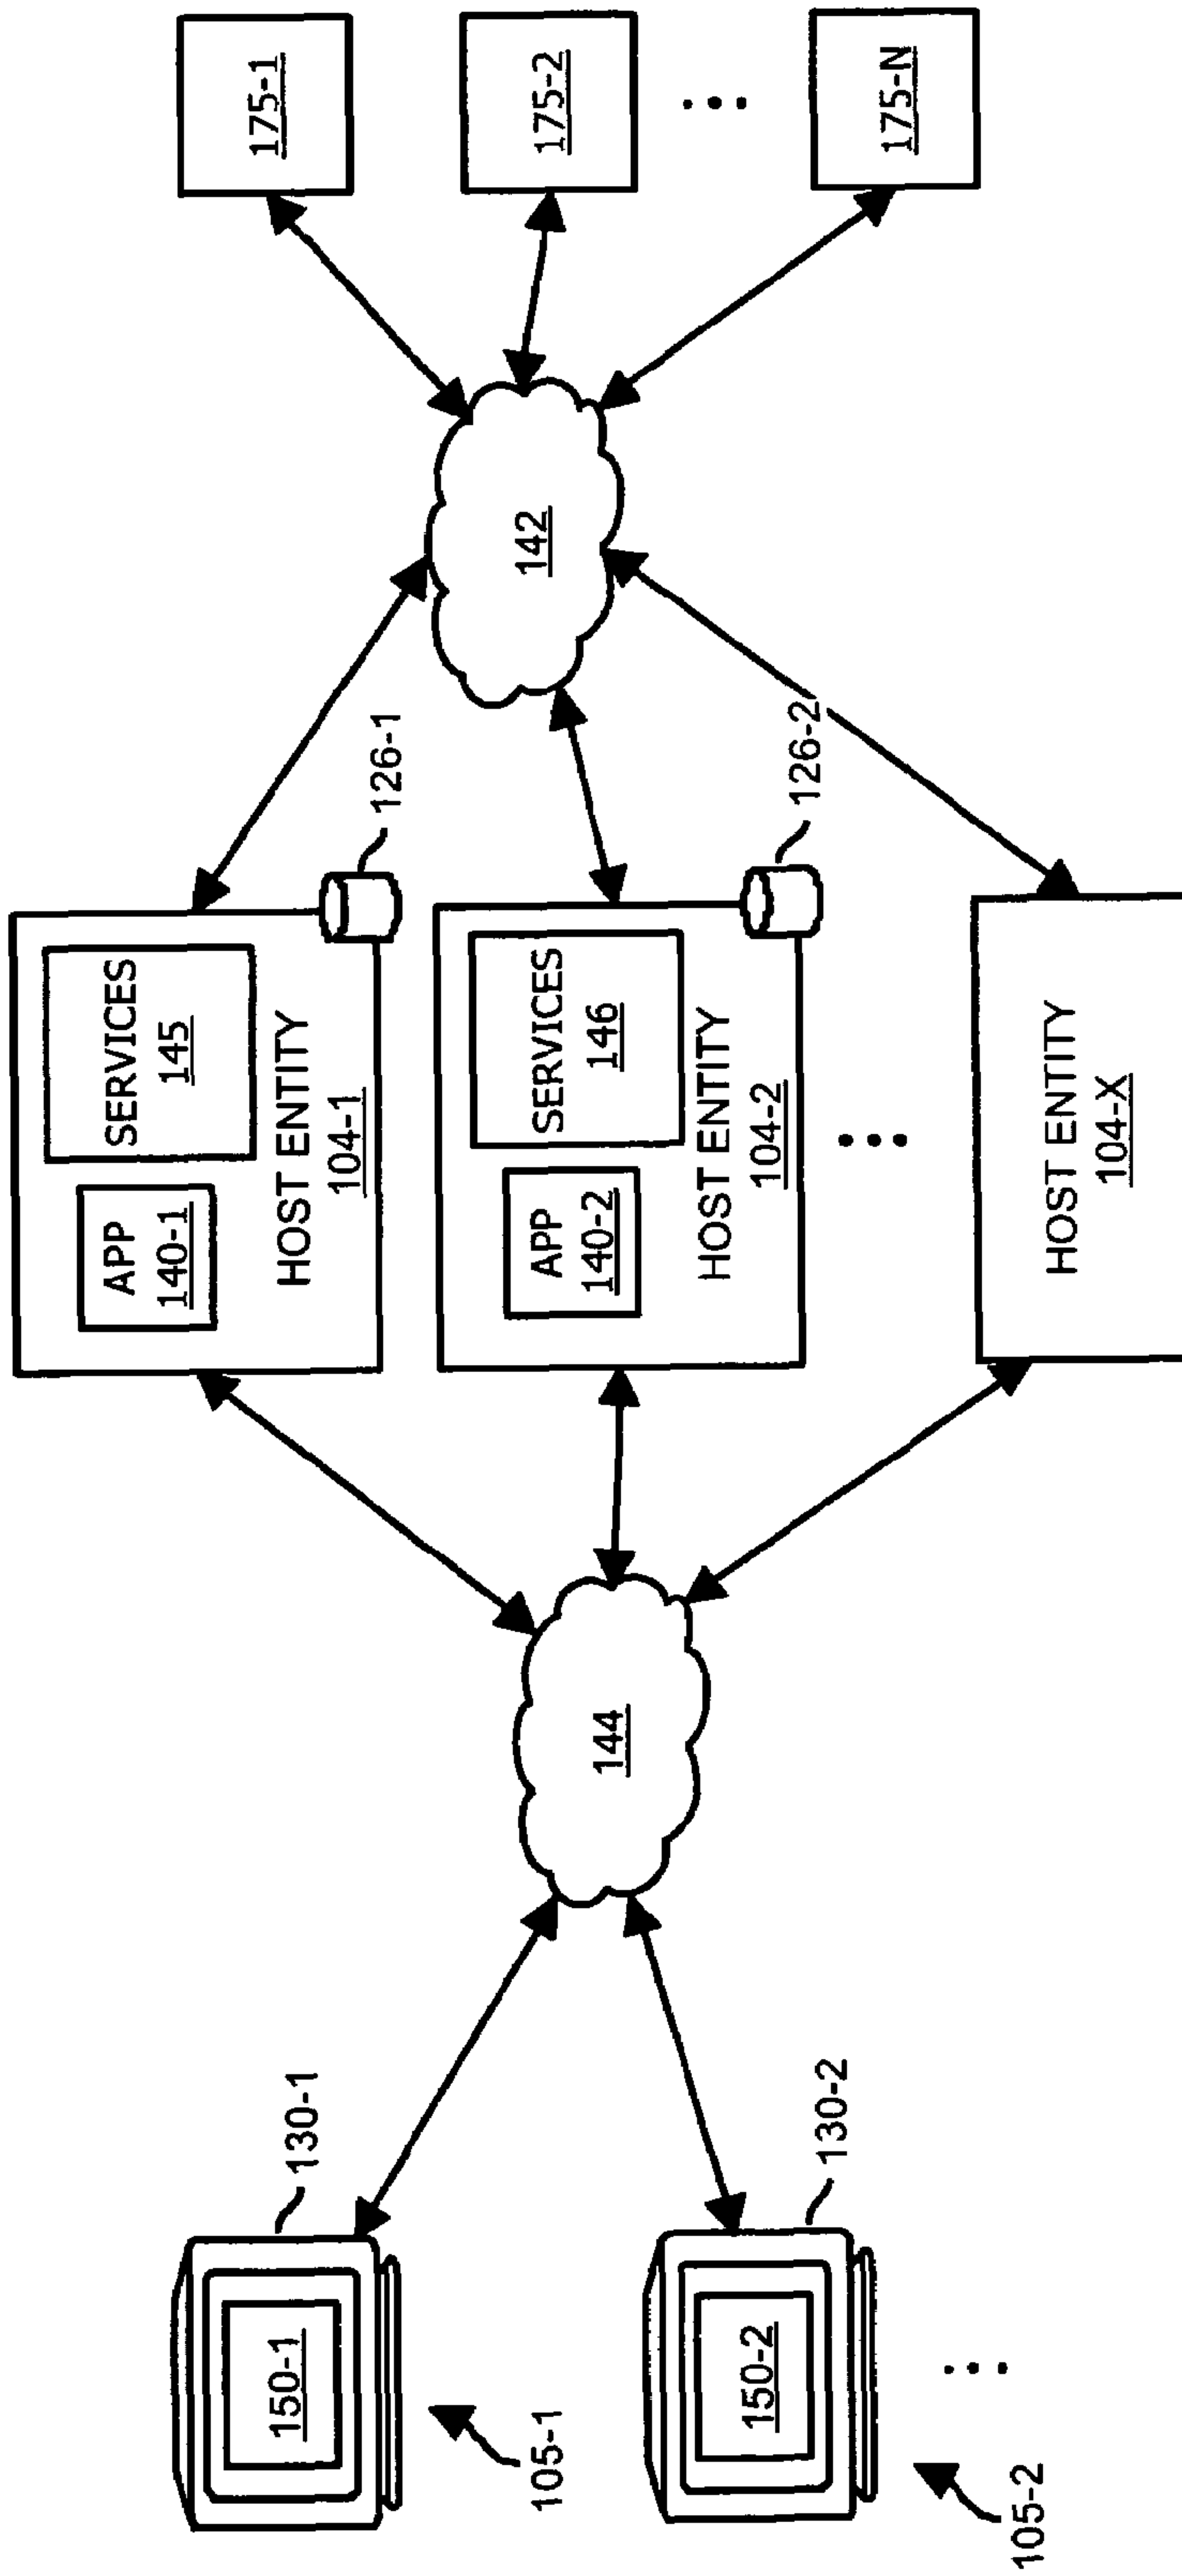 175-1
175-2
175-N
142
126-1
126-2
SERVICES
145
APP
140-1
HOST ENTITY
104-1
SERVICES
146
APP
140-2
HOST ENTITY
104-2
HOST ENTITY
104-X
144
130-1
150-1
105-1
130-2
150-2
105-2